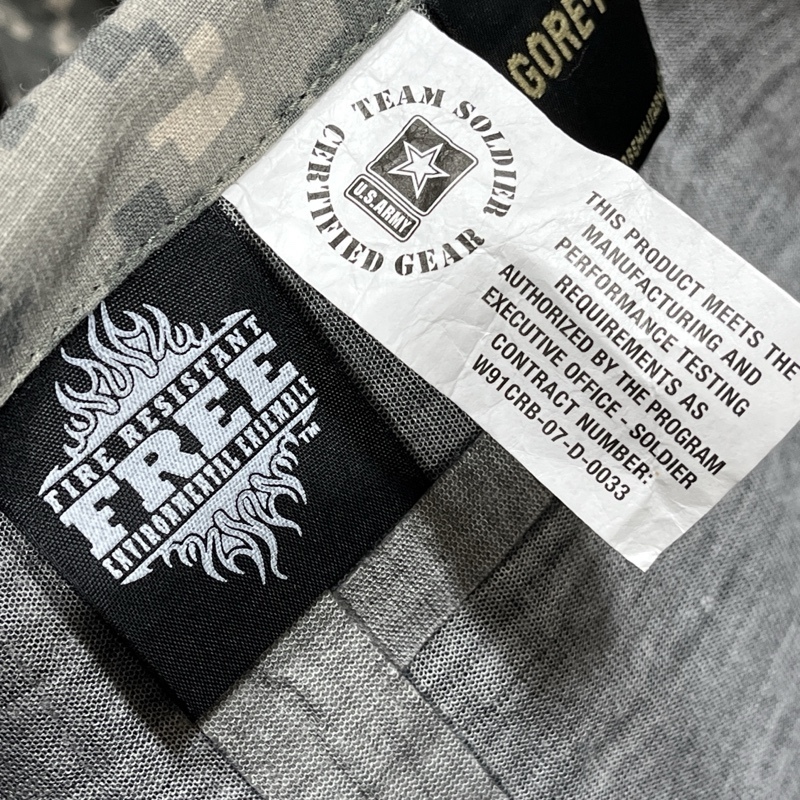 GORE
TEAM SOLDIER
CERTIFIED GEAR
U.S.ARMY
THIS PRODUCT MEETS THE
MANUFACTURING AND
PERFORMANCE TESTING
REQUIREMENTS AS
AUTHORIZED BY THE PROGRAM
EXECUTIVE OFFICE - SOLDIER
CONTRACT NUMBER:
W91CRB-07-D-0033
FIRE RESISTANT
FREE
ENVIRONMENTAL ENSEMBLE
TM